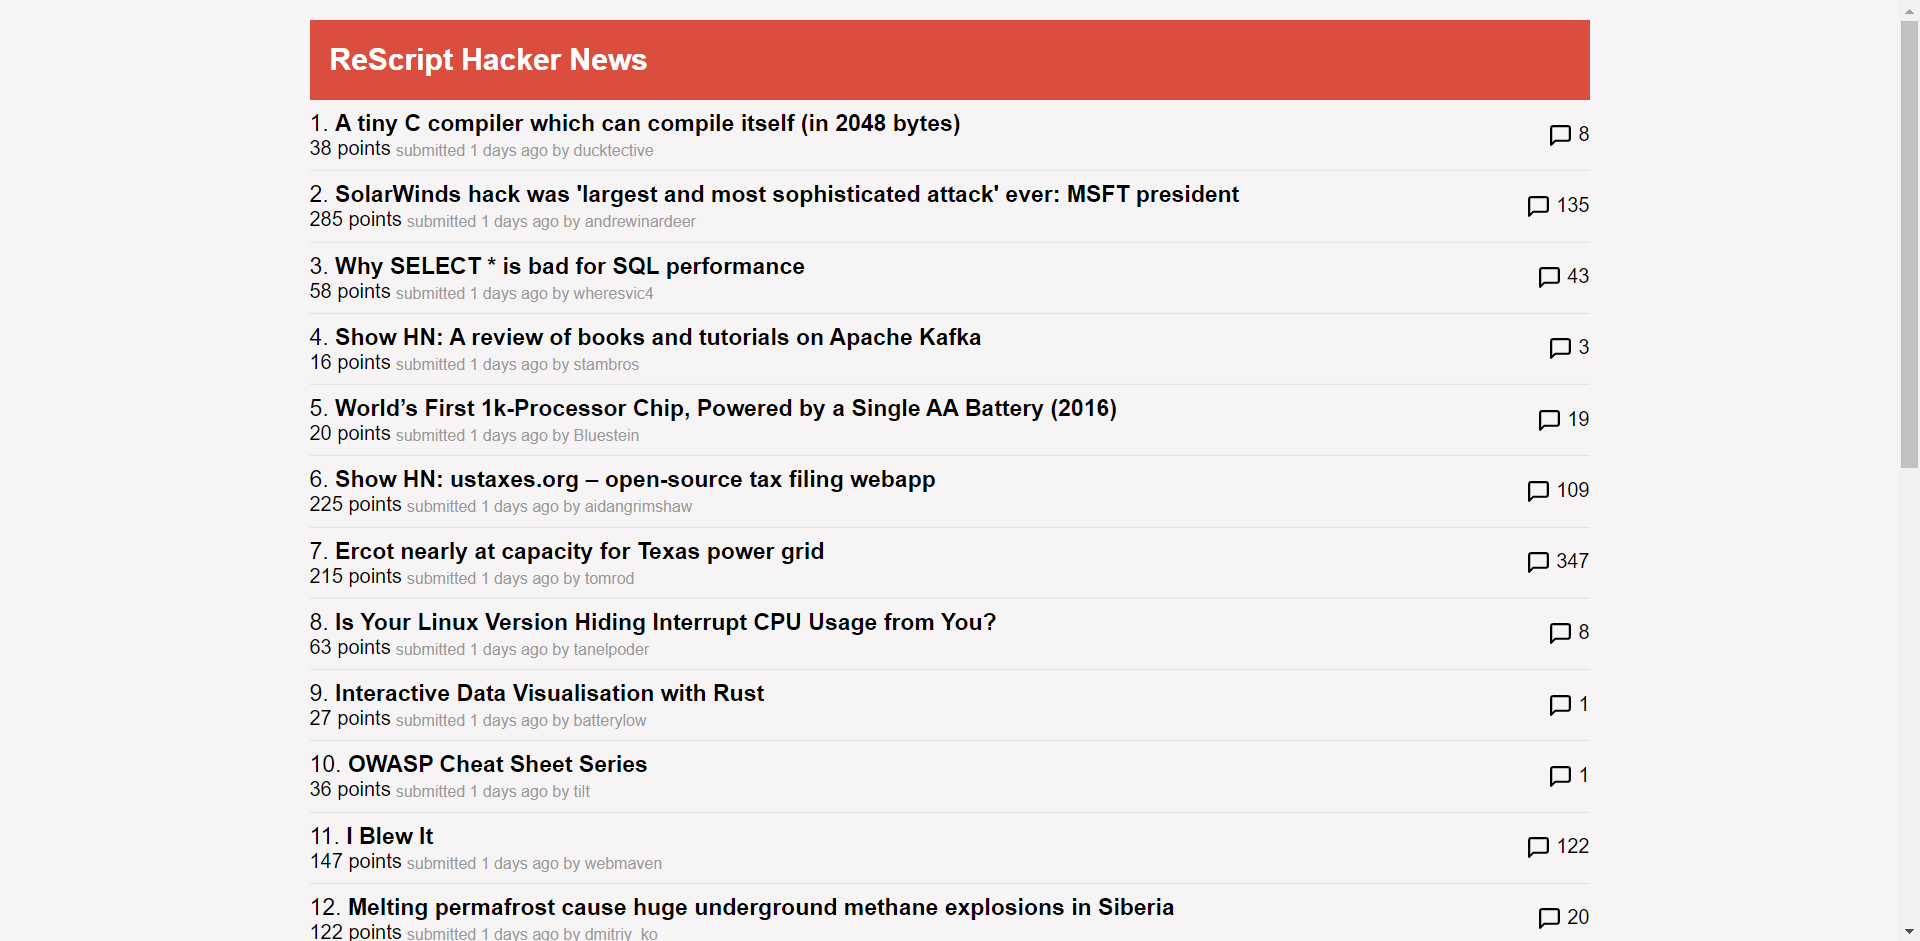 ReScript Hacker News
1. A tiny C compiler which can compile itself (in 2048 bytes)
8
38 points submitted 1 days ago by ducktective
2. SolarWinds hack was 'largest and most sophisticated attack' ever: MSFT president
135
285 points submitted 1 days ago by andrewinardeer
3. Why SELECT * is bad for SQL performance
43
58 points submitted 1 days ago by wheresvic4
4. Show HN: A review of books and tutorials on Apache Kafka
3
16 points submitted 1 days ago by stambros
5. World’s First 1k-Processor Chip, Powered by a Single AA Battery (2016)
19
20 points submitted 1 days ago by Bluestein
6. Show HN: ustaxes.org – open-source tax filing webapp
109
225 points submitted 1 days ago by aidangrimshaw
7. Ercot nearly at capacity for Texas power grid
347
215 points submitted 1 days ago by tomrod
8. Is Your Linux Version Hiding Interrupt CPU Usage from You?
8
63 points submitted 1 days ago by tanelpoder
9. Interactive Data Visualisation with Rust
1
27 points submitted 1 days ago by batterylow
10. OWASP Cheat Sheet Series
1
36 points submitted 1 days ago by tilt
11. I Blew It
122
147 points submitted 1 days ago by webmaven
12. Melting permafrost cause huge underground methane explosions in Siberia
20
122 points submitted 1 days ago by dmitriy_ko